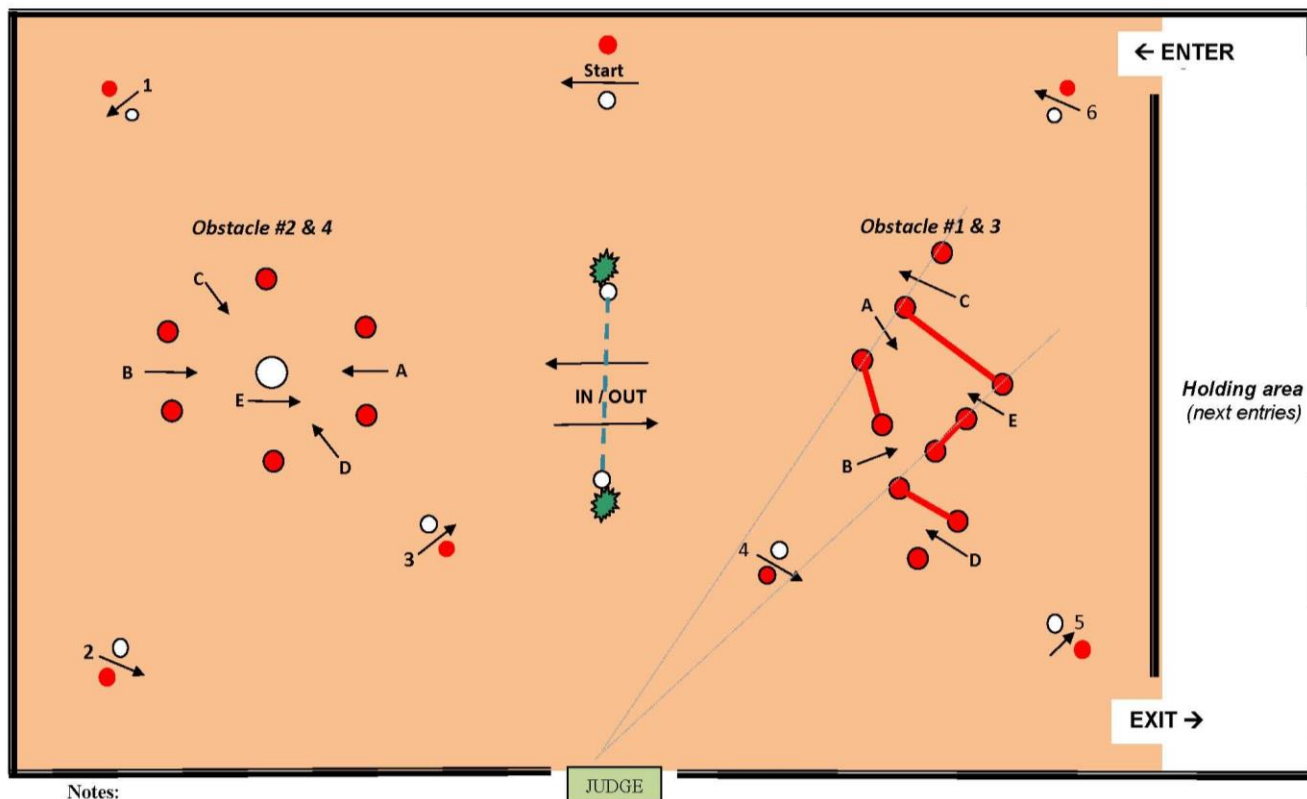 ← ENTER
1
Start
6
Obstacle #2 & 4
Obstacle #1 & 3
C
C
A
B
A
IN / OUT
E
E
B
D
D
Holding area
(next entries)
3
4
2
5
EXIT →
JUDGE
Notes: